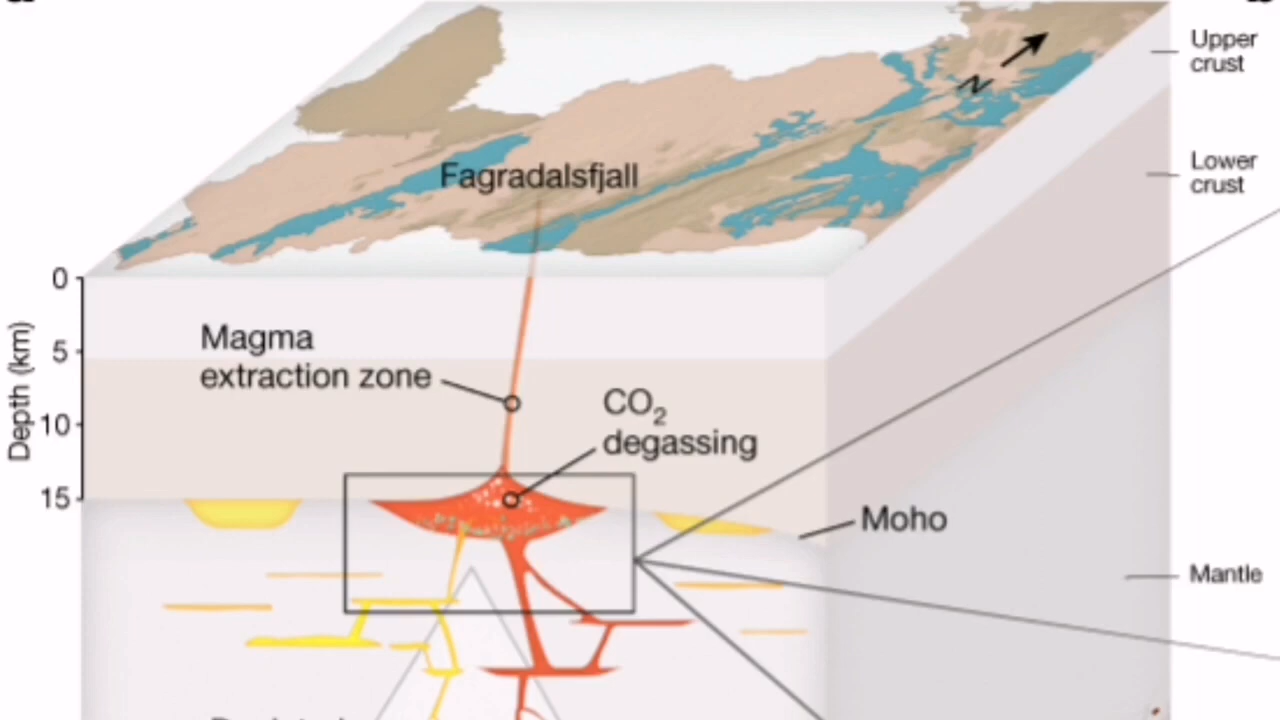 Upper
crust
N
Lower
crust
Fagradalsfjall
0
Magma
extraction zone
5
Depth (km)
CO₂
degassing
10
15
Moho
Mantle